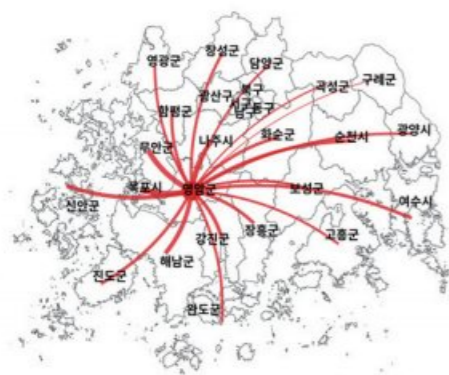 장성군
영광군
담양군
북구
곡성군
구례군
광산구
서구
동구
남구
함평군
나주시
화순군
순천시
광양시
무안군
목포시
영암군
보성군
신안군
여수시
강진군
장흥군
고흥군
해남군
진도군
완도군